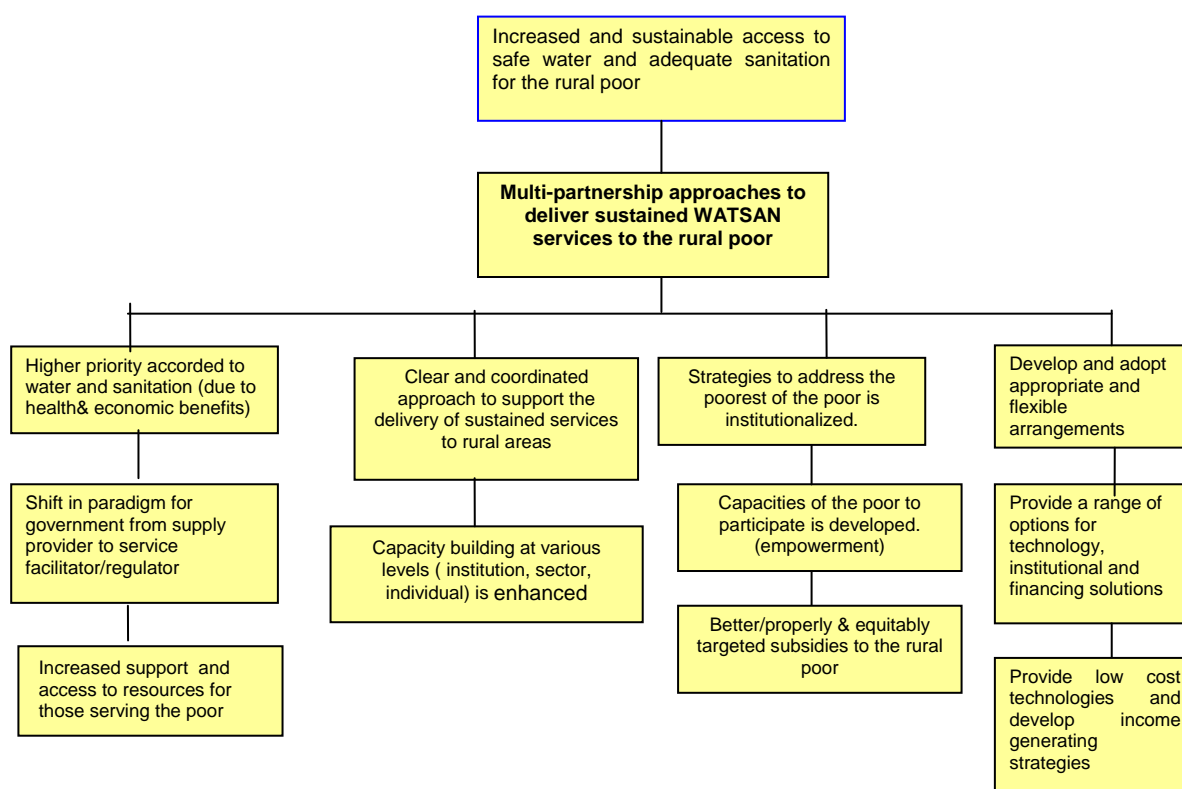 Increased and sustainable access to
safe water and adequate sanitation
for the rural poor
Multi-partnership approaches to
deliver sustained WATSAN
services to the rural poor
Higher priority accorded to
water and sanitation (due to
health& economic benefits)
Shift in paradigm for
government from supply
provider to service
facilitator/regulator
Increased support and
access to resources for
those serving the poor
Clear and coordinated
approach to support the
delivery of sustained services
to rural areas
Capacity building at various
levels ( institution, sector,
individual) is enhanced
Strategies to address the
poorest of the poor is
institutionalized.
Capacities of the poor to
participate is developed.
(empowerment)
Better/properly & equitably
targeted subsidies to the rural
poor
Develop and adopt
appropriate and
flexible
arrangements
Provide a range of
options for
technology,
institutional and
financing solutions
Provide low cost
technologies and
develop income
generating
strategies